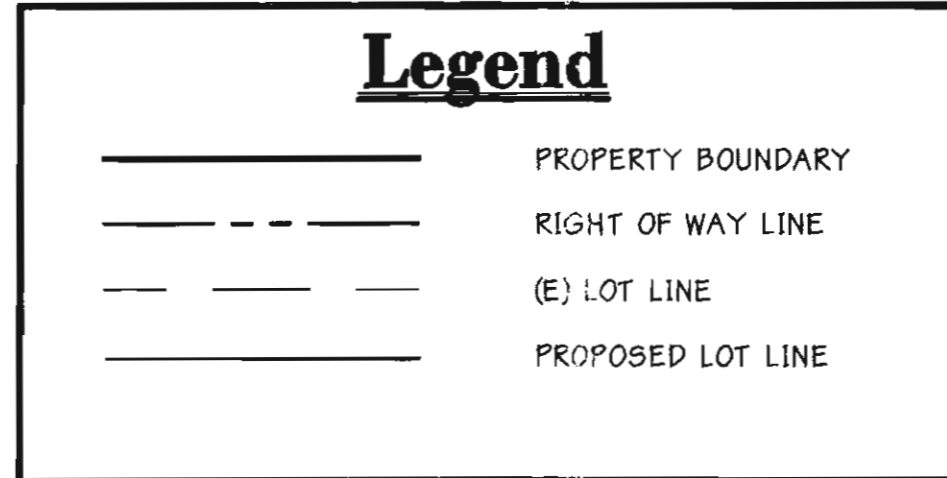 Legend
PROPERTY BOUNDARY
RIGHT OF WAY LINE
(E) LOT LINE
PROPOSED LOT LINE